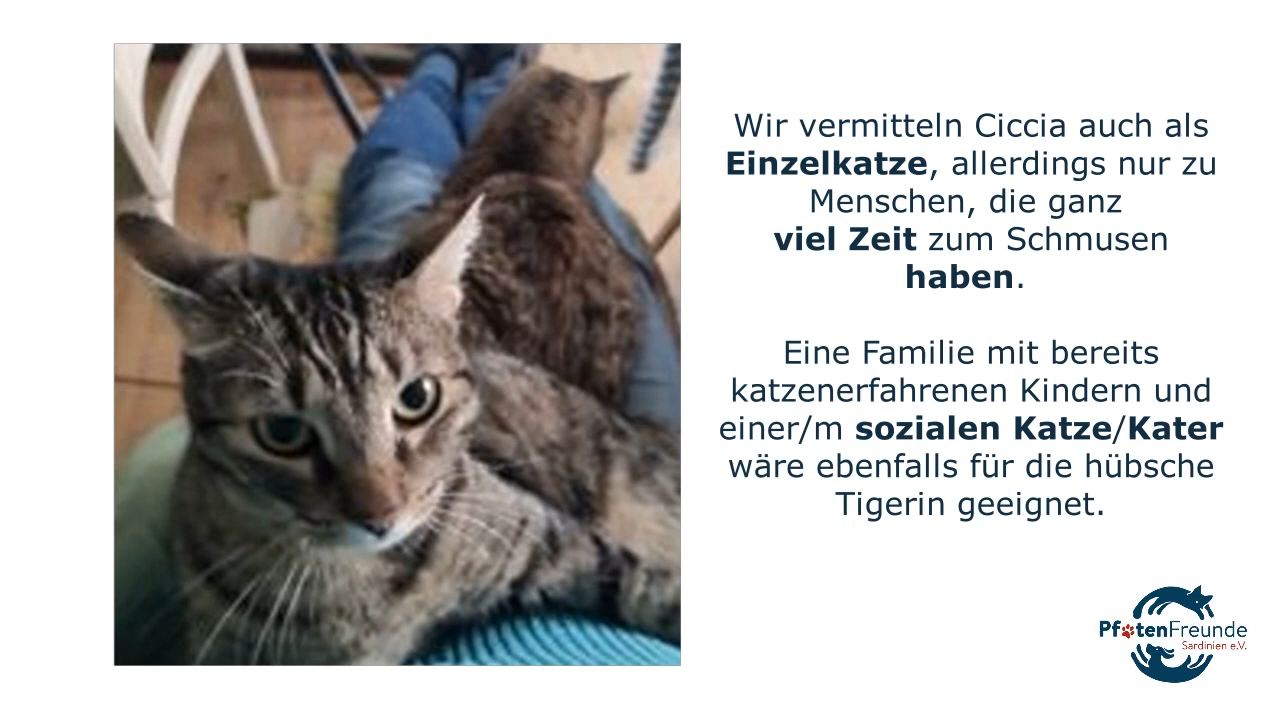 Wir vermitteln Ciccia auch als
Einzelkatze, allerdings nur zu
Menschen, die ganz
viel Zeit zum Schmusen
haben.
Eine Familie mit bereits
katzenerfahrenen Kindern und
einer/m sozialen Katze/Kater
wäre ebenfalls für die hübsche
Tigerin geeignet.
PfotenFreunde
Sardinien e.V.